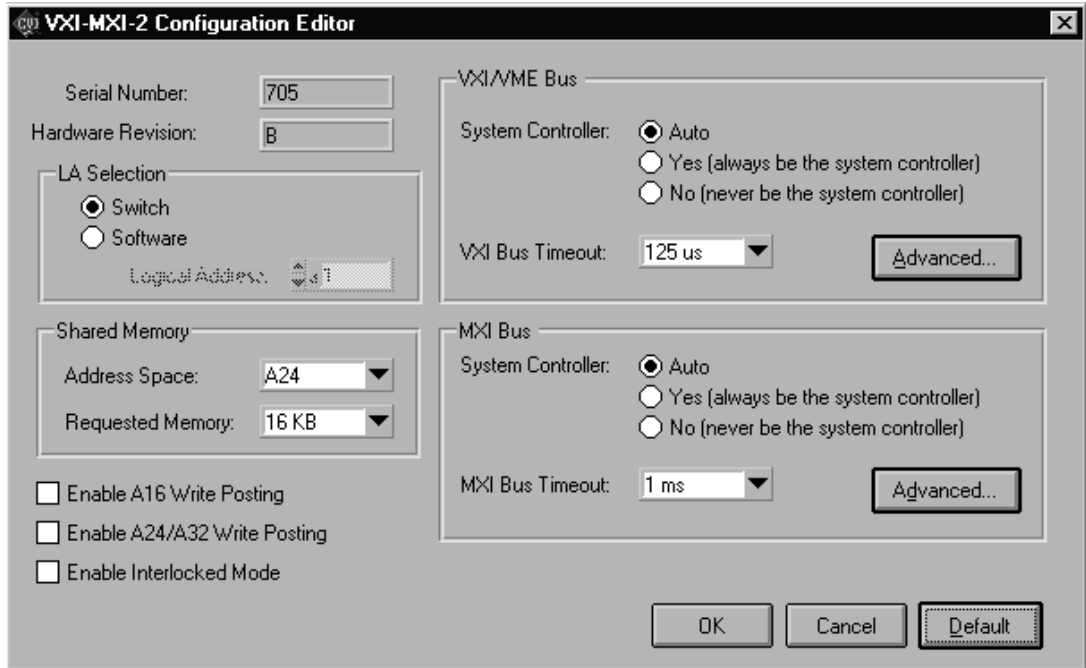 CVI VXI-MXI-2 Configuration Editor
Serial Number: 705
Hardware Revision: B
LA Selection
Switch
Software
Logical Address: 1
Shared Memory
Address Space: A24
Requested Memory: 16 KB
Enable A16 Write Posting
Enable A24/A32 Write Posting
Enable Interlocked Mode
VXI/VME Bus
System Controller: Auto
Yes (always be the system controller)
No (never be the system controller)
VXI Bus Timeout: 125 us
Advanced...
MXI Bus
System Controller: Auto
Yes (always be the system controller)
No (never be the system controller)
MXI Bus Timeout: 1 ms
Advanced...
OK Cancel Default